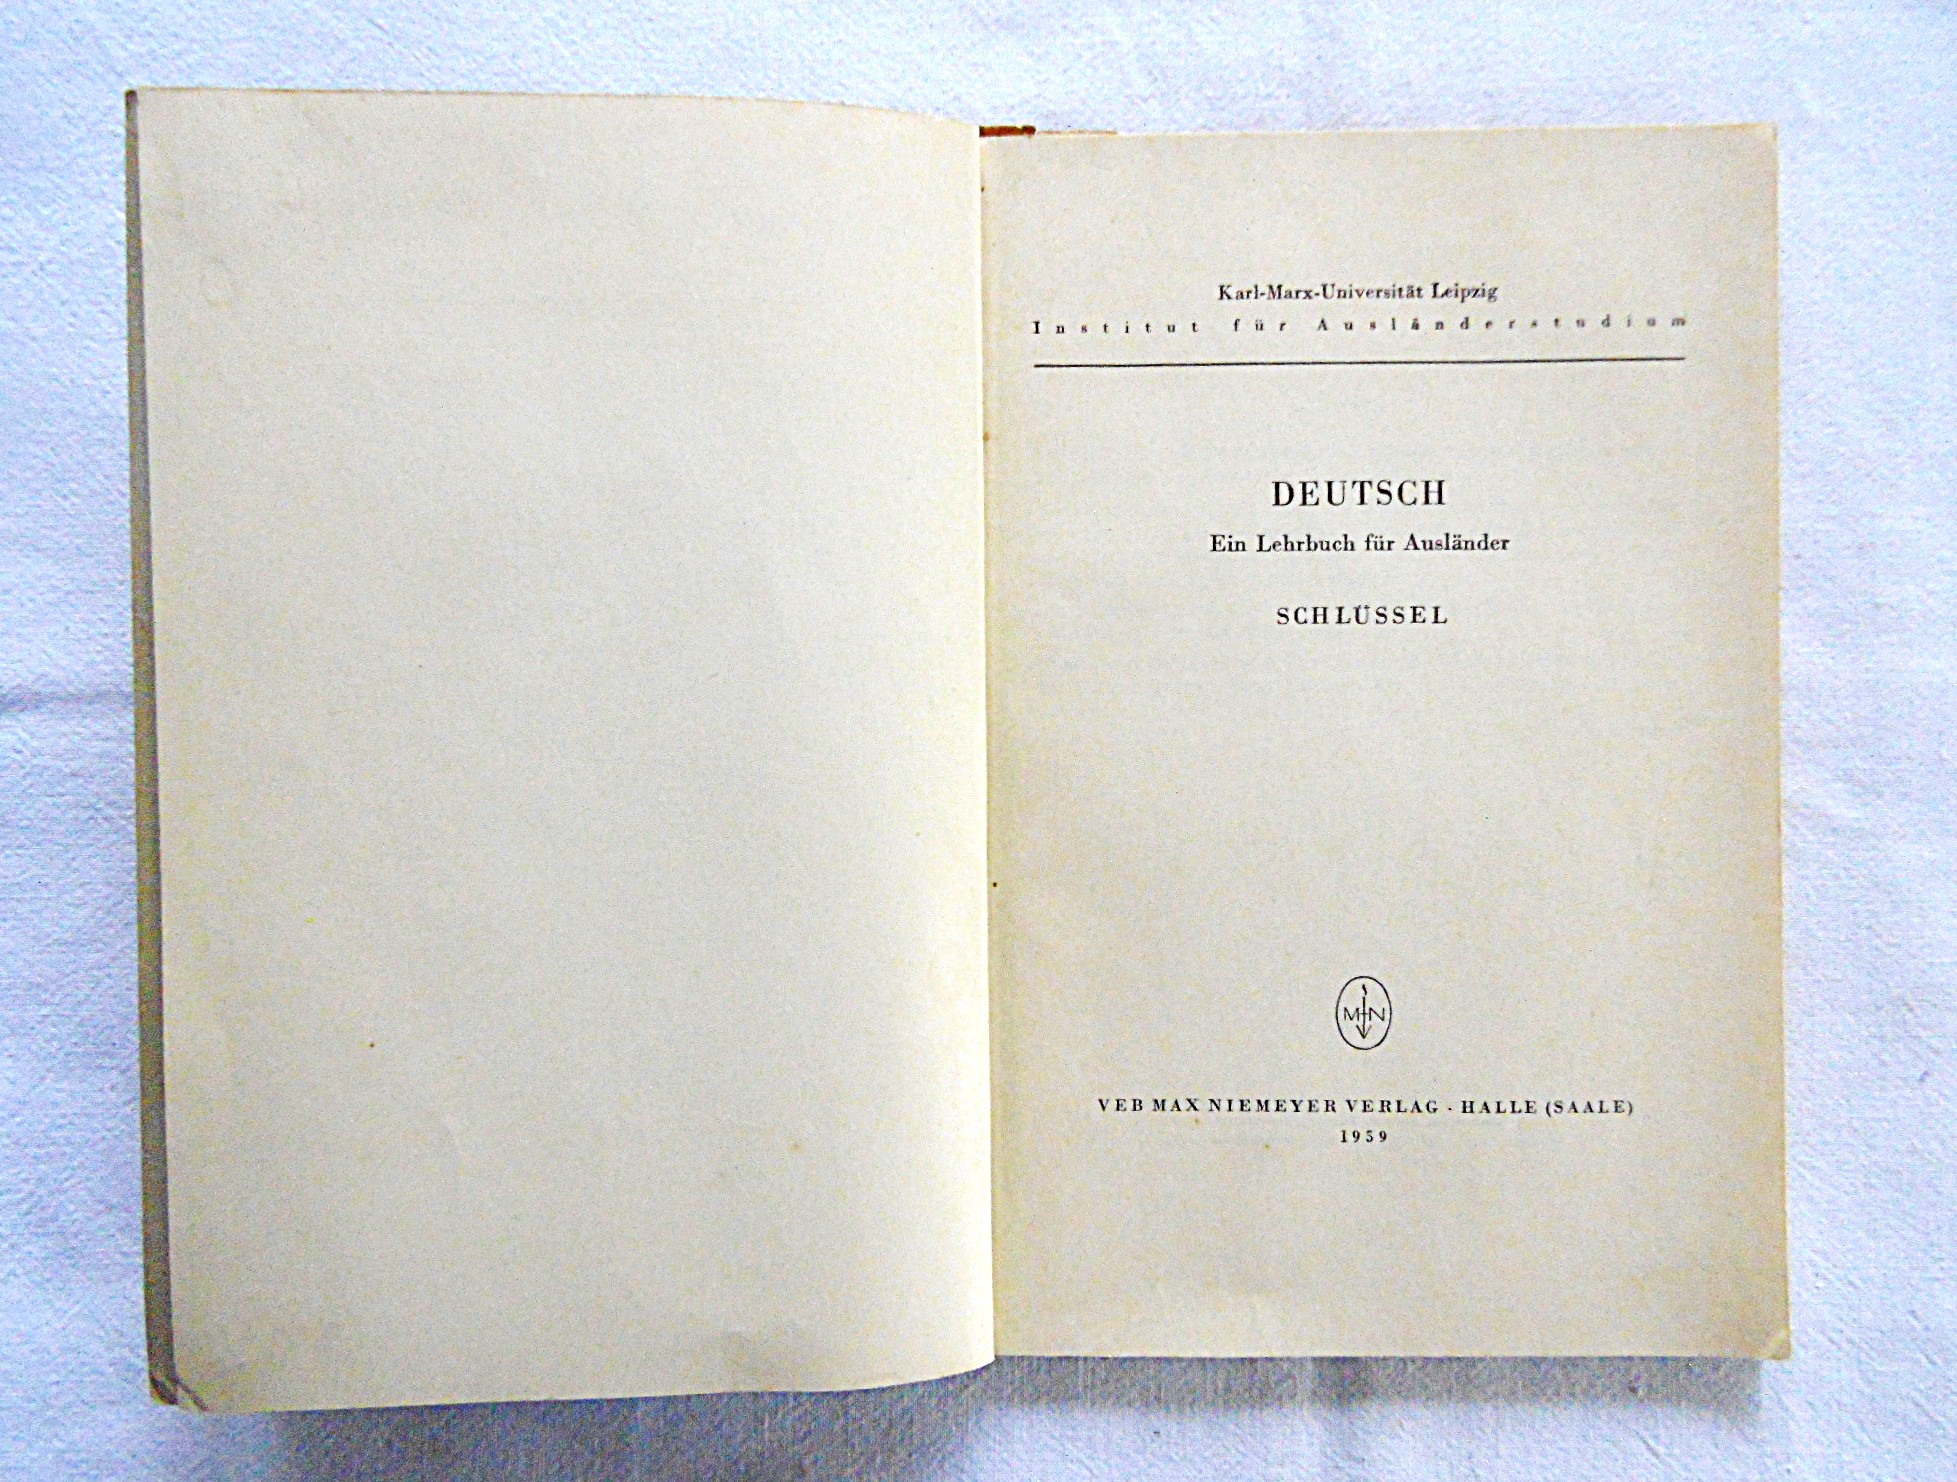 Karl-Marx-Universität Leipzig
Institut für Ausländerstudium
DEUTSCH
Ein Lehrbuch für Ausländer
SCHLÜSSEL
MN
VEB MAX NIEMEYER VERLAG · HALLE (SAALE)
1959